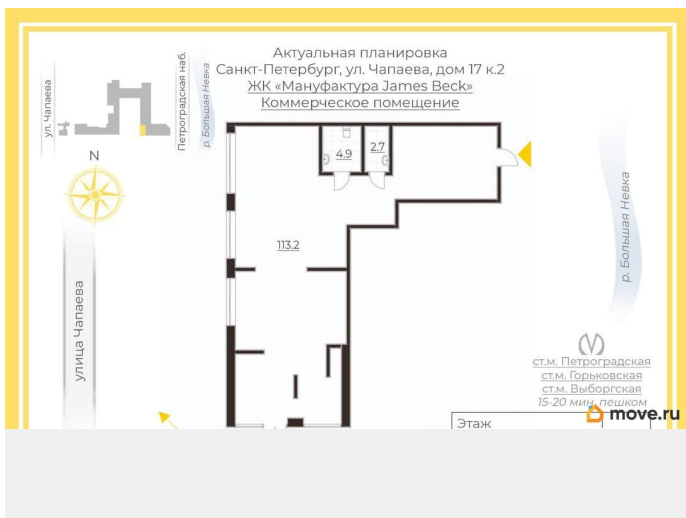 Актуальная планировка
Санкт-Петербург, ул. Чапаева, дом 17 к.2
ЖК «Мануфактура James Beck»
Коммерческое помещение
ул. Чапаева
Петроградская наб.
р. Большая Невка
N
4.9
2.7
113.2
улица Чапаева
р. Большая Невка
ст.м. Петроградская
ст.м. Горьковская
ст.м. Выборгская
15-20 мин. пешком
move.ru
Этаж